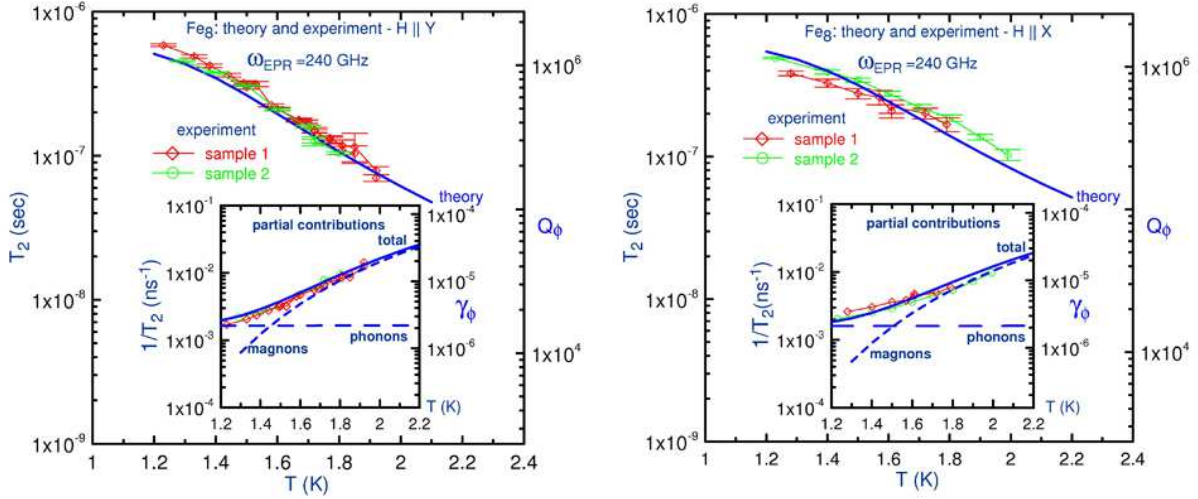 Fe₈: theory and experiment - H || Y
ω_EPR =240 GHz
experiment
sample 1
sample 2
theory
T₂ (sec)
1x10⁻⁶
1x10⁻⁷
1x10⁻⁸
1x10⁻⁹
1
1.2
1.4
1.6
1.8
2
2.2
2.4
T (K)
1x10⁶
1x10⁴
Q_ϕ
partial contributions
total
magnons
phonons
1/T₂ (ns⁻¹)
1x10⁻¹
1x10⁻²
1x10⁻³
1x10⁻⁴
1.2
1.4
1.6
1.8
2
2.2
T (K)
1x10⁻⁴
1x10⁻⁵
1x10⁻⁶
γ_ϕ
Fe₈: theory and experiment - H || X
ω_EPR =240 GHz
experiment
sample 1
sample 2
theory
T₂ (sec)
1x10⁻⁶
1x10⁻⁷
1x10⁻⁸
1x10⁻⁹
1
1.2
1.4
1.6
1.8
2
2.2
2.4
T (K)
1x10⁶
1x10⁴
Q_ϕ
partial contributions
total
magnons
phonons
1/T₂(ns⁻¹)
1x10⁻¹
1x10⁻²
1x10⁻³
1x10⁻⁴
1.2
1.4
1.6
1.8
2
2.2
T (K)
1x10⁻⁴
1x10⁻⁵
1x10⁻⁶
γ_ϕ